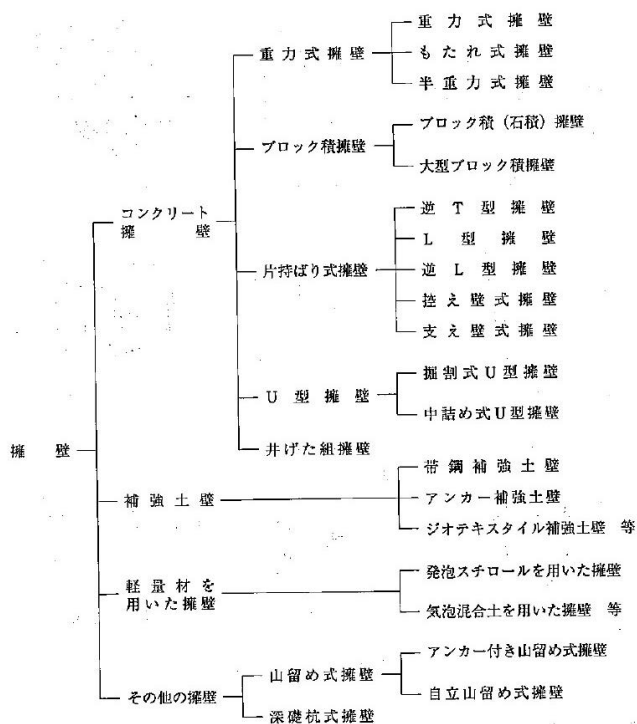 擁壁
コンクリート
擁壁
重力式擁壁
重力式擁壁
もたれ式擁壁
半重力式擁壁
ブロック積擁壁
ブロック積（石積）擁壁
大型ブロック積擁壁
片持ばり式擁壁
逆T型擁壁
L型擁壁
逆L型擁壁
控え壁式擁壁
支え壁式擁壁
U型擁壁
掘割式U型擁壁
中詰め式U型擁壁
井げた組擁壁
補強土壁
帯鋼補強土壁
アンカー補強土壁
ジオテキスタイル補強土壁 等
軽量材を
用いた擁壁
発泡スチロールを用いた擁壁
気泡混合土を用いた擁壁 等
その他の擁壁
山留め式擁壁
アンカー付き山留め式擁壁
自立山留め式擁壁
深礎杭式擁壁